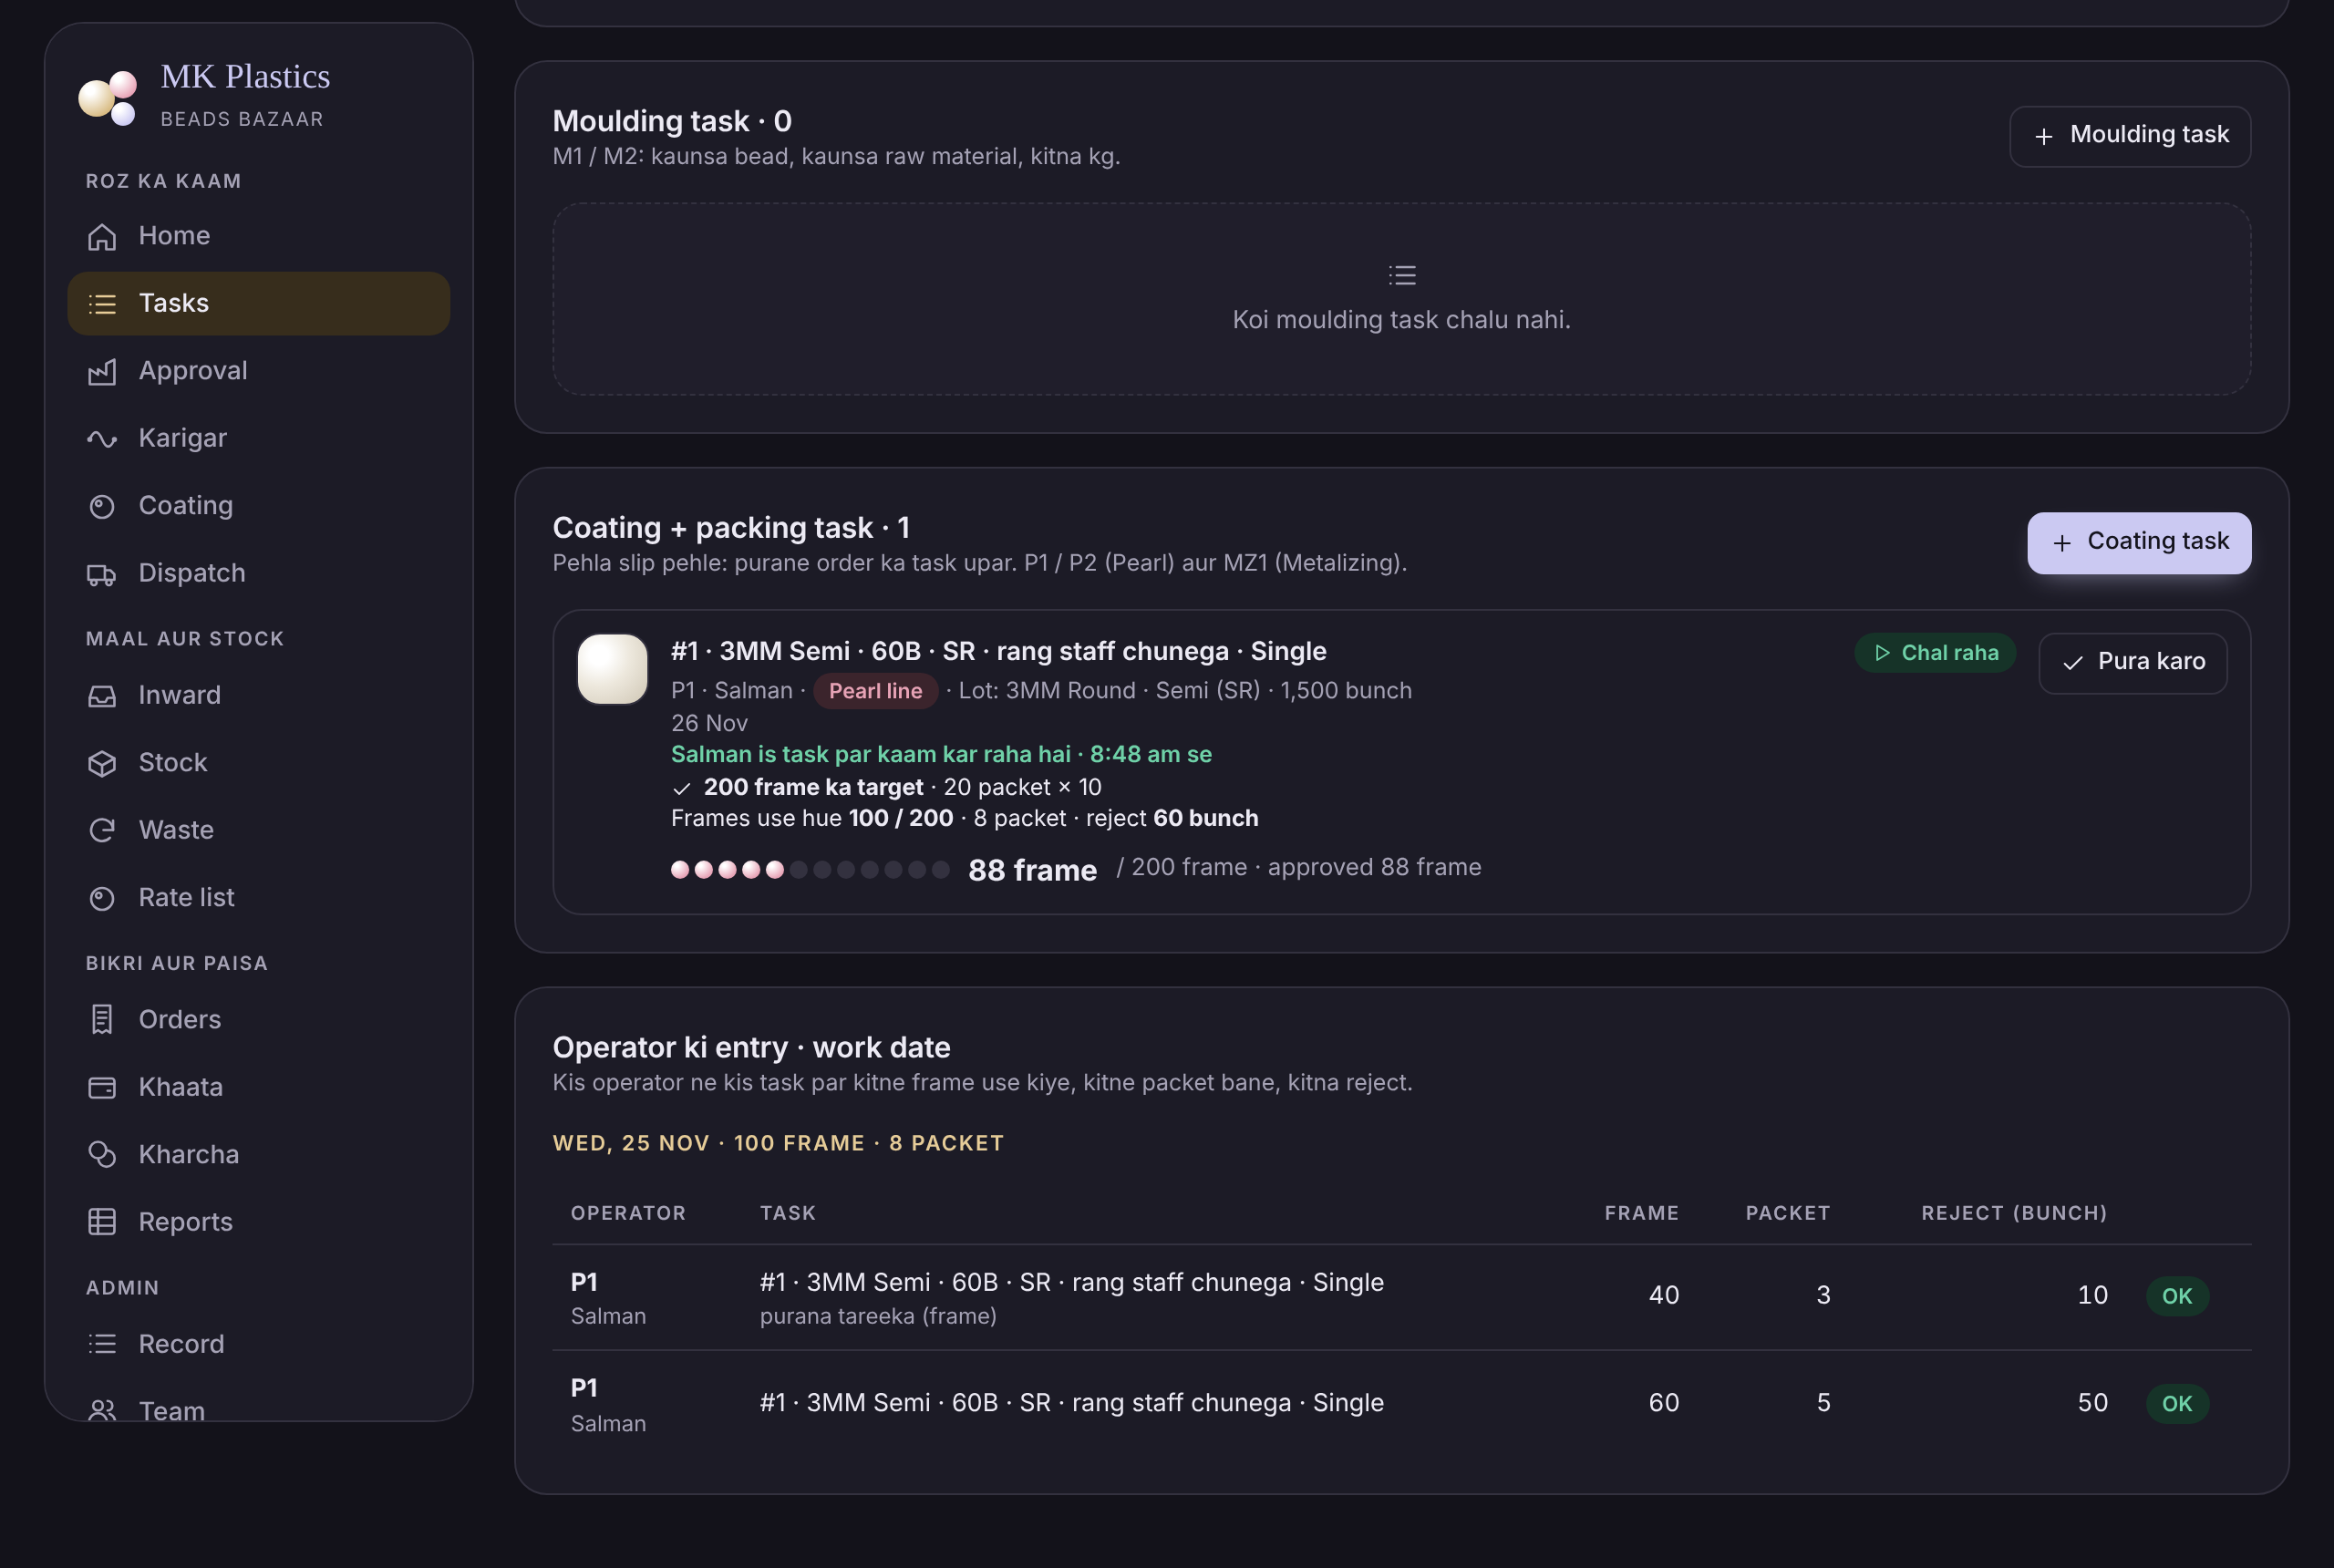 MK Plastics
BEADS BAZAAR
ROZ KA KAAM
Home
Tasks
Approval
Karigar
Coating
Dispatch
MAAL AUR STOCK
Inward
Stock
Waste
Rate list
BIKRI AUR PAISA
Orders
Khaata
Kharcha
Reports
ADMIN
Record
Team
Moulding task · 0
M1 / M2: kaunsa bead, kaunsa raw material, kitna kg.
+ Moulding task
Koi moulding task chalu nahi.
Coating + packing task · 1
Pehla slip pehle: purane order ka task upar. P1 / P2 (Pearl) aur MZ1 (Metalizing).
+ Coating task
#1 · 3MM Semi · 60B · SR · rang staff chunega · Single
Chal raha
Pura karo
P1 · Salman · Pearl line · Lot: 3MM Round · Semi (SR) · 1,500 bunch
26 Nov
Salman is task par kaam kar raha hai · 8:48 am se
✓ 200 frame ka target · 20 packet × 10
Frames use hue 100 / 200 · 8 packet · reject 60 bunch
88 frame / 200 frame · approved 88 frame
Operator ki entry · work date
Kis operator ne kis task par kitne frame use kiye, kitne packet bane, kitna reject.
WED, 25 NOV · 100 FRAME · 8 PACKET
OPERATOR TASK FRAME PACKET REJECT (BUNCH)
P1 #1 · 3MM Semi · 60B · SR · rang staff chunega · Single 40 3 10 OK
Salman purana tareeka (frame)
P1 #1 · 3MM Semi · 60B · SR · rang staff chunega · Single 60 5 50 OK
Salman